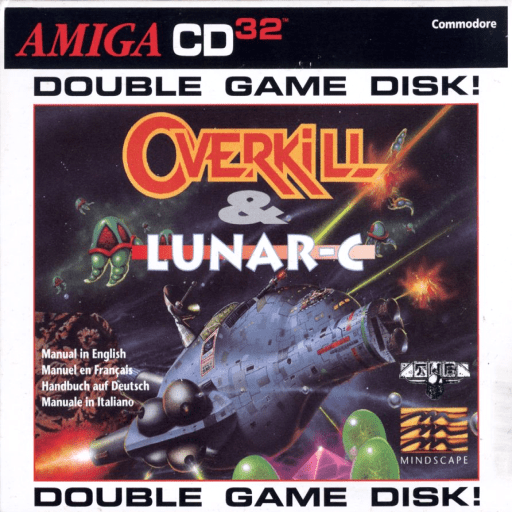 AMIGA CD32™
Commodore
DOUBLE GAME DISK!
OVERKILL
&
LUNAR-C
Manual in English
Manuel en Français
Handbuch auf Deutsch
Manuale in Italiano
MINDSCAPE
DOUBLE GAME DISK!